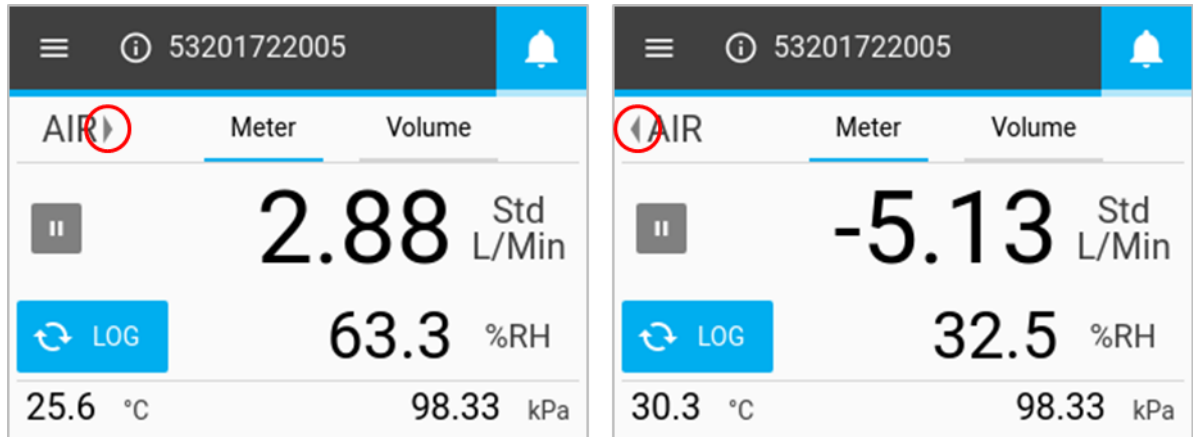 53201722005
AIR Meter Volume
2.88 Std L/Min
LOG 63.3 %RH
25.6 °C 98.33 kPa
53201722005
AIR Meter Volume
-5.13 Std L/Min
LOG 32.5 %RH
30.3 °C 98.33 kPa